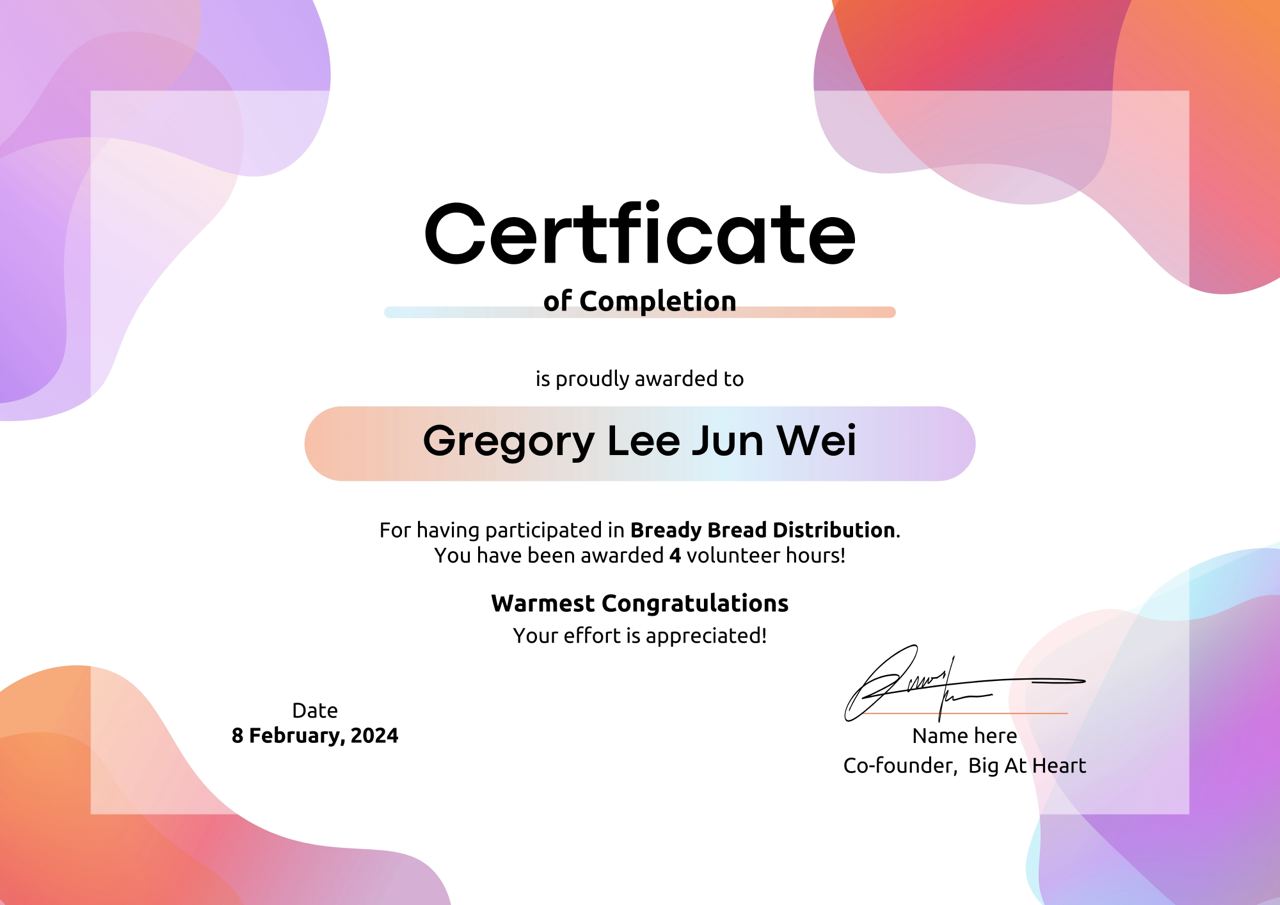 Certficate
of Completion
is proudly awarded to
Gregory Lee Jun Wei
For having participated in Bready Bread Distribution.
You have been awarded 4 volunteer hours!
Warmest Congratulations
Your effort is appreciated!
Date
8 February, 2024
Name here
Co-founder,  Big At Heart